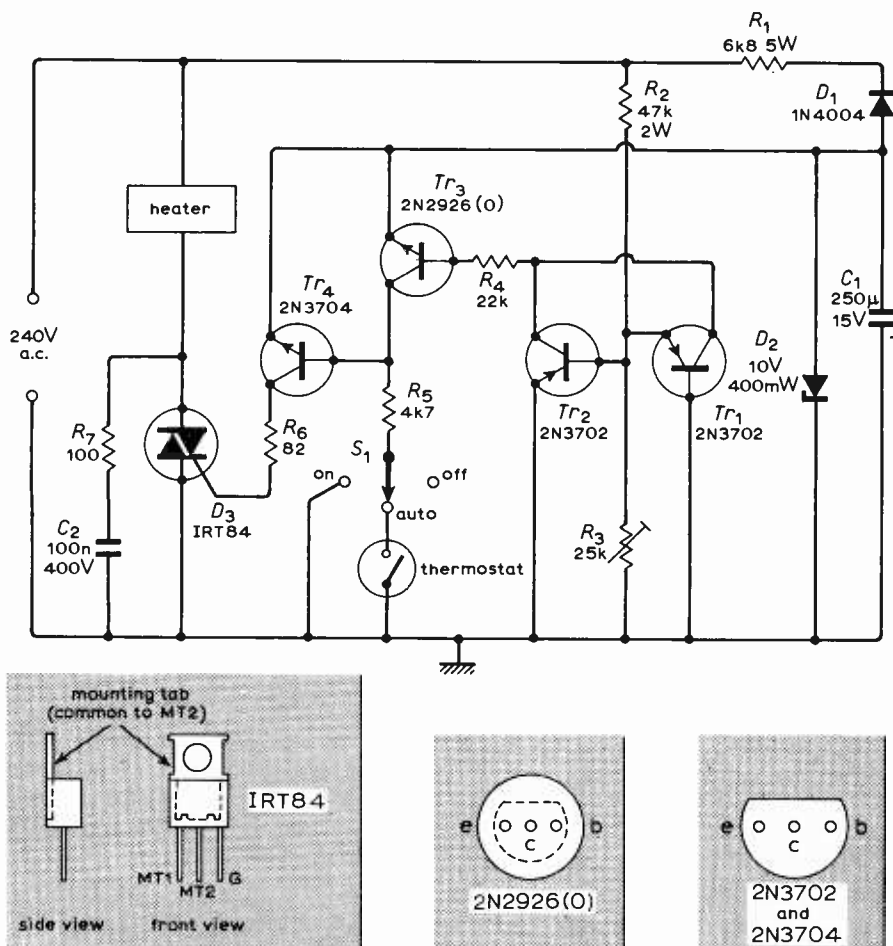 R1
6k8 5W
R2
47k
2W
D1
1N4004
Tr3
2N2926(O)
heater
Tr4
2N3704
R4
22k
C1
250μ
15V
240V
a.c.
D2
10V
400mW
R5
4k7
Tr2
2N3702
Tr1
2N3702
R7
100
R6
82
S1
on
off
auto
D3
IRT84
C2
100n
400V
R3
25k
thermostat
mounting tab
(common to MT2)
IRT84
MT1
MT2
G
side view
front view
e
c
b
2N2926(O)
e
c
b
2N3702
and
2N3704